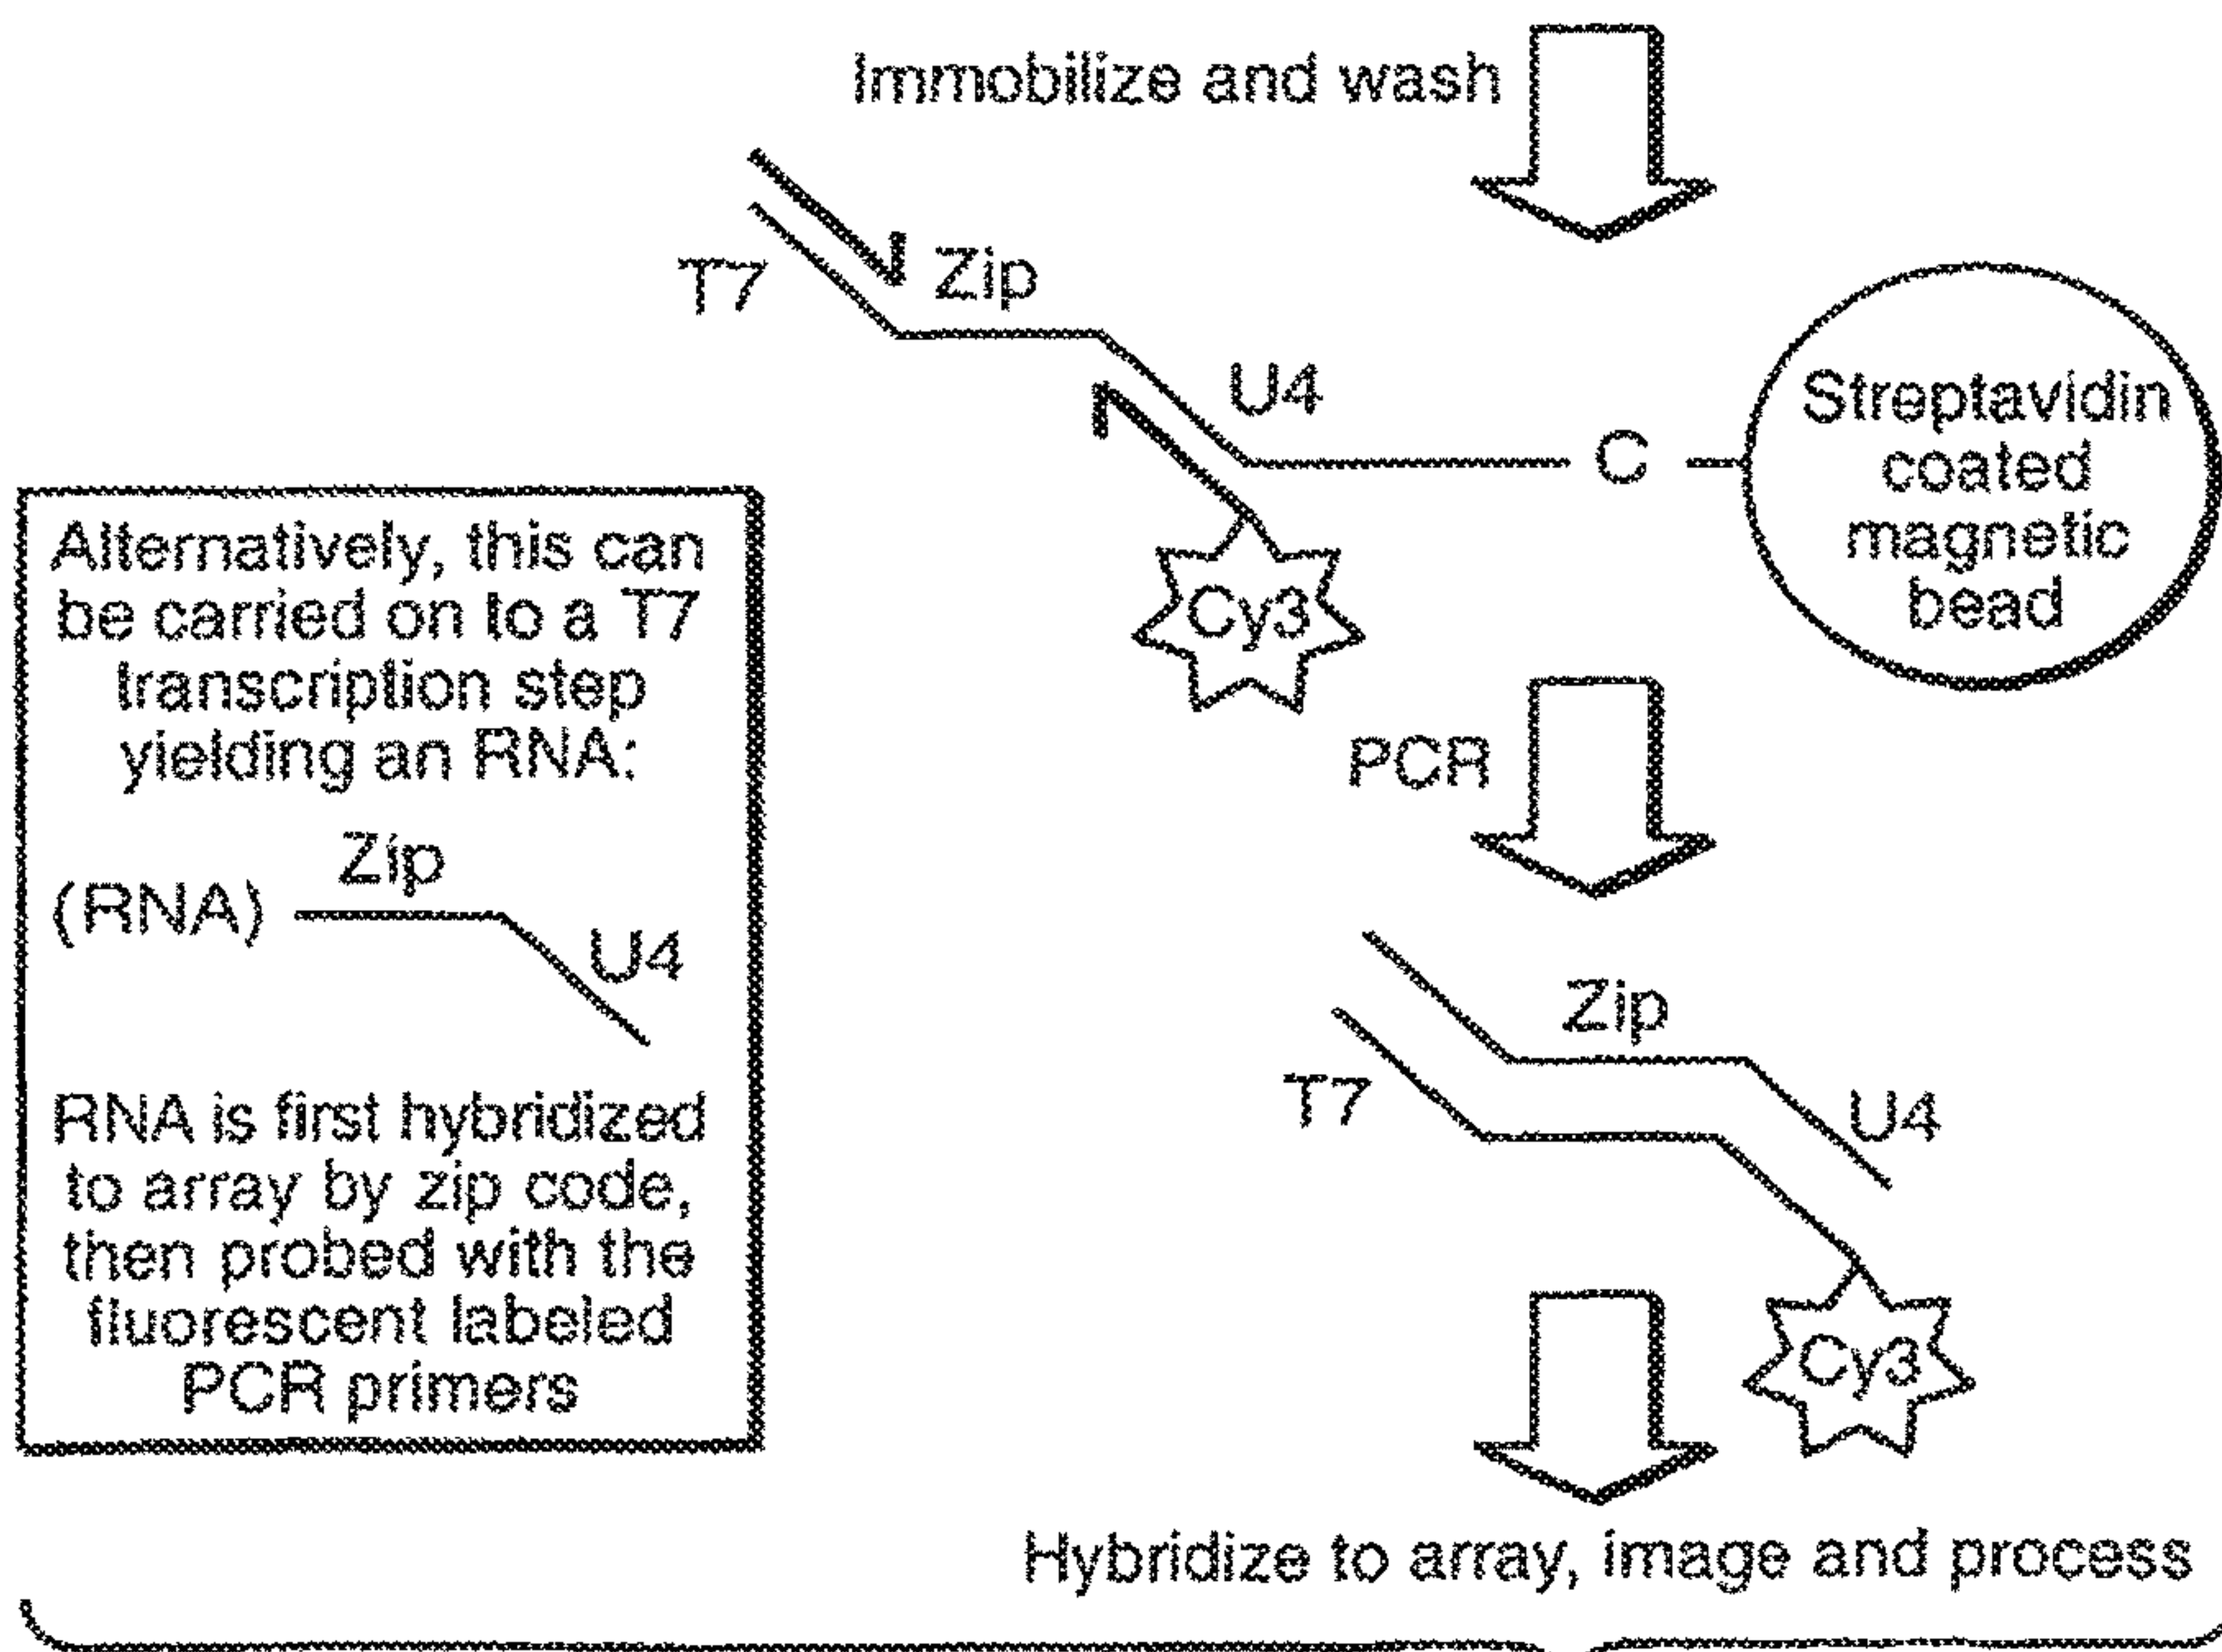 Immobilize and wash
T7
Zip
U4
C
Streptavidin
coated
magnetic
bead
Cy3
Alternatively, this can
be carried on to a T7
transcription step
yielding an RNA:
Zip
(RNA)
U4
RNA is first hybridized
to array by zip code,
then probed with the
fluorescent labeled
PCR primers
PCR
Zip
T7
U4
Cy3
Hybridize to array, image and process